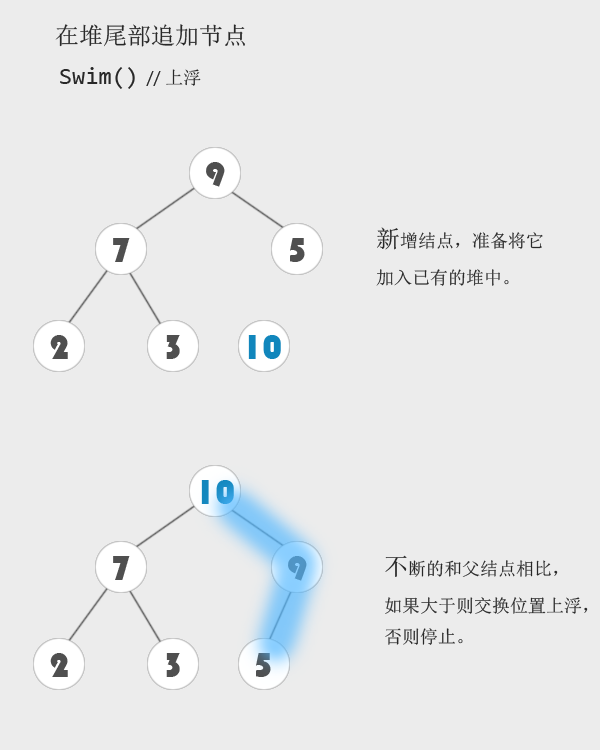 在堆尾部追加节点
Swim() // 上浮
9
7 5
新增结点，准备将它
加入已有的堆中。
2 3 10
10
7 9
不断的和父结点相比，
如果大于则交换位置上浮，
否则停止。
2 3 5